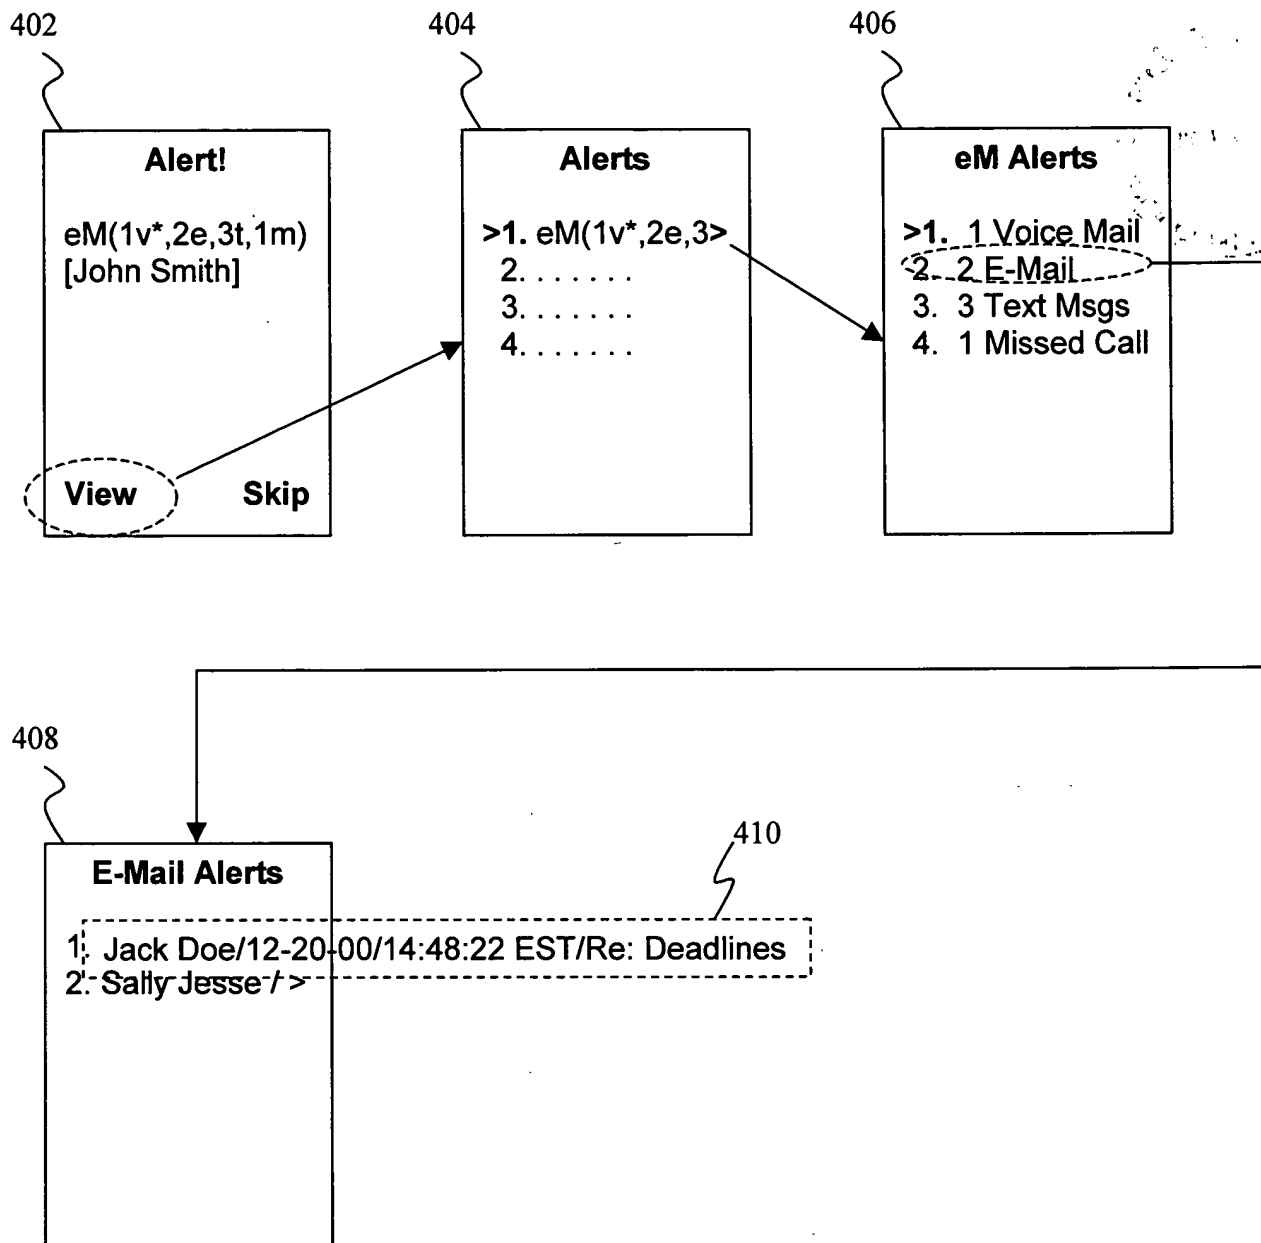 402
404
406
Alert!
eM(1v*,2e,3t,1m)
[John Smith]
View
Skip
Alerts
>1. eM(1v*,2e,3>
2. . . . . . .
3. . . . . . .
4. . . . . . .
eM Alerts
>1. 1 Voice Mail
2. 2 E-Mail
3. 3 Text Msgs
4. 1 Missed Call
408
410
E-Mail Alerts
1. Jack Doe/12-20-00/14:48:22 EST/Re: Deadlines
2. Sally Jesse / >